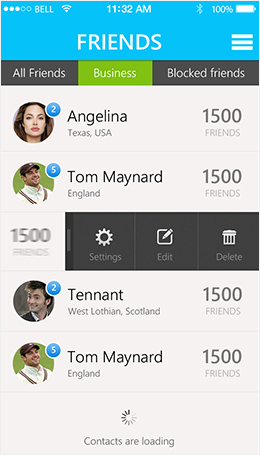 BELL 11:32 AM 100%
FRIENDS
All Friends Business Blocked friends
2 Angelina 1500
Texas, USA FRIENDS
5 Tom Maynard 1500
England FRIENDS
1500
FRIENDS Settings Edit Delete
2 Tennant 1500
West Lothian, Scotland FRIENDS
5 Tom Maynard 1500
England FRIENDS
Contacts are loading